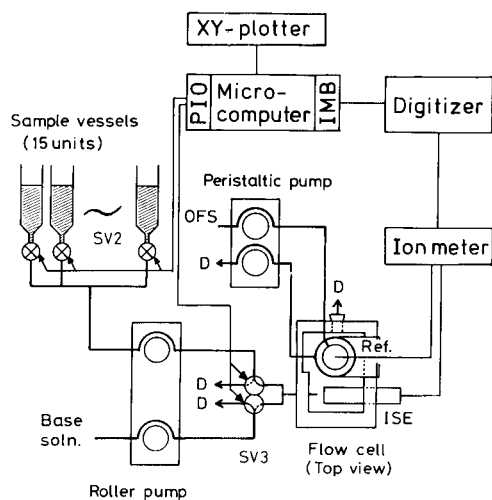 XY-plotter
PIO
Micro-
computer
IMB
Digitizer
Sample vessels
(15 units)
Peristaltic pump
SV2
OFS
D
Ion meter
D
Ref.
D
D
ISE
Base
soln.
SV3
Flow cell
(Top view)
Roller pump